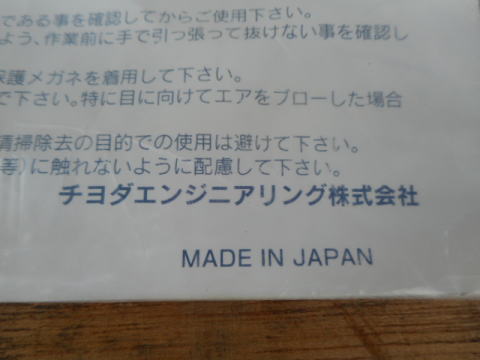 である事を確認してからご使用下さい。
よう、作業前に手で引っ張って抜けない事を確認し
保護メガネを着用して下さい。
で下さい。特に目に向けてエアをブローした場合
清掃除去の目的での使用は避けて下さい。
等)に触れないように配慮して下さい。
チヨダエンジニアリング株式会社
MADE IN JAPAN